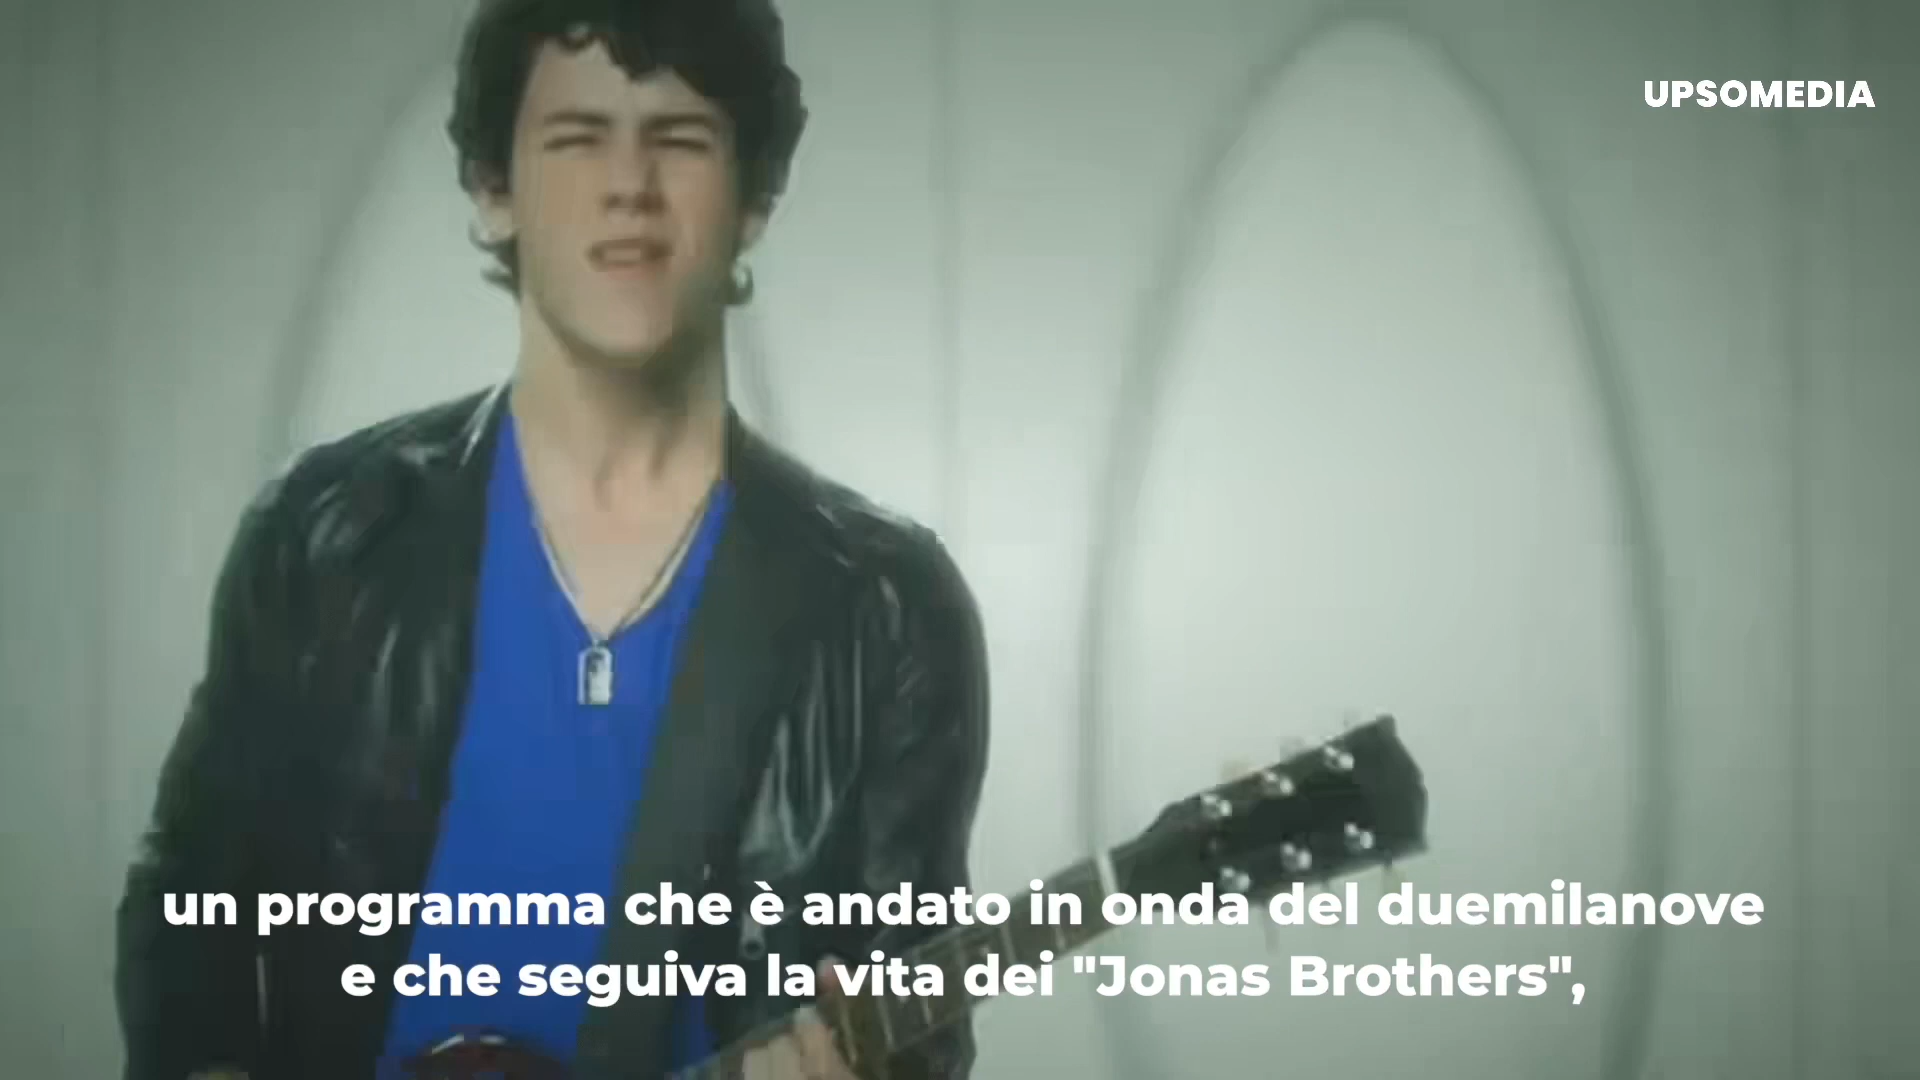 UPSOMEDIA
un programma che è andato in onda del duemilanove
e che seguiva la vita dei "Jonas Brothers",